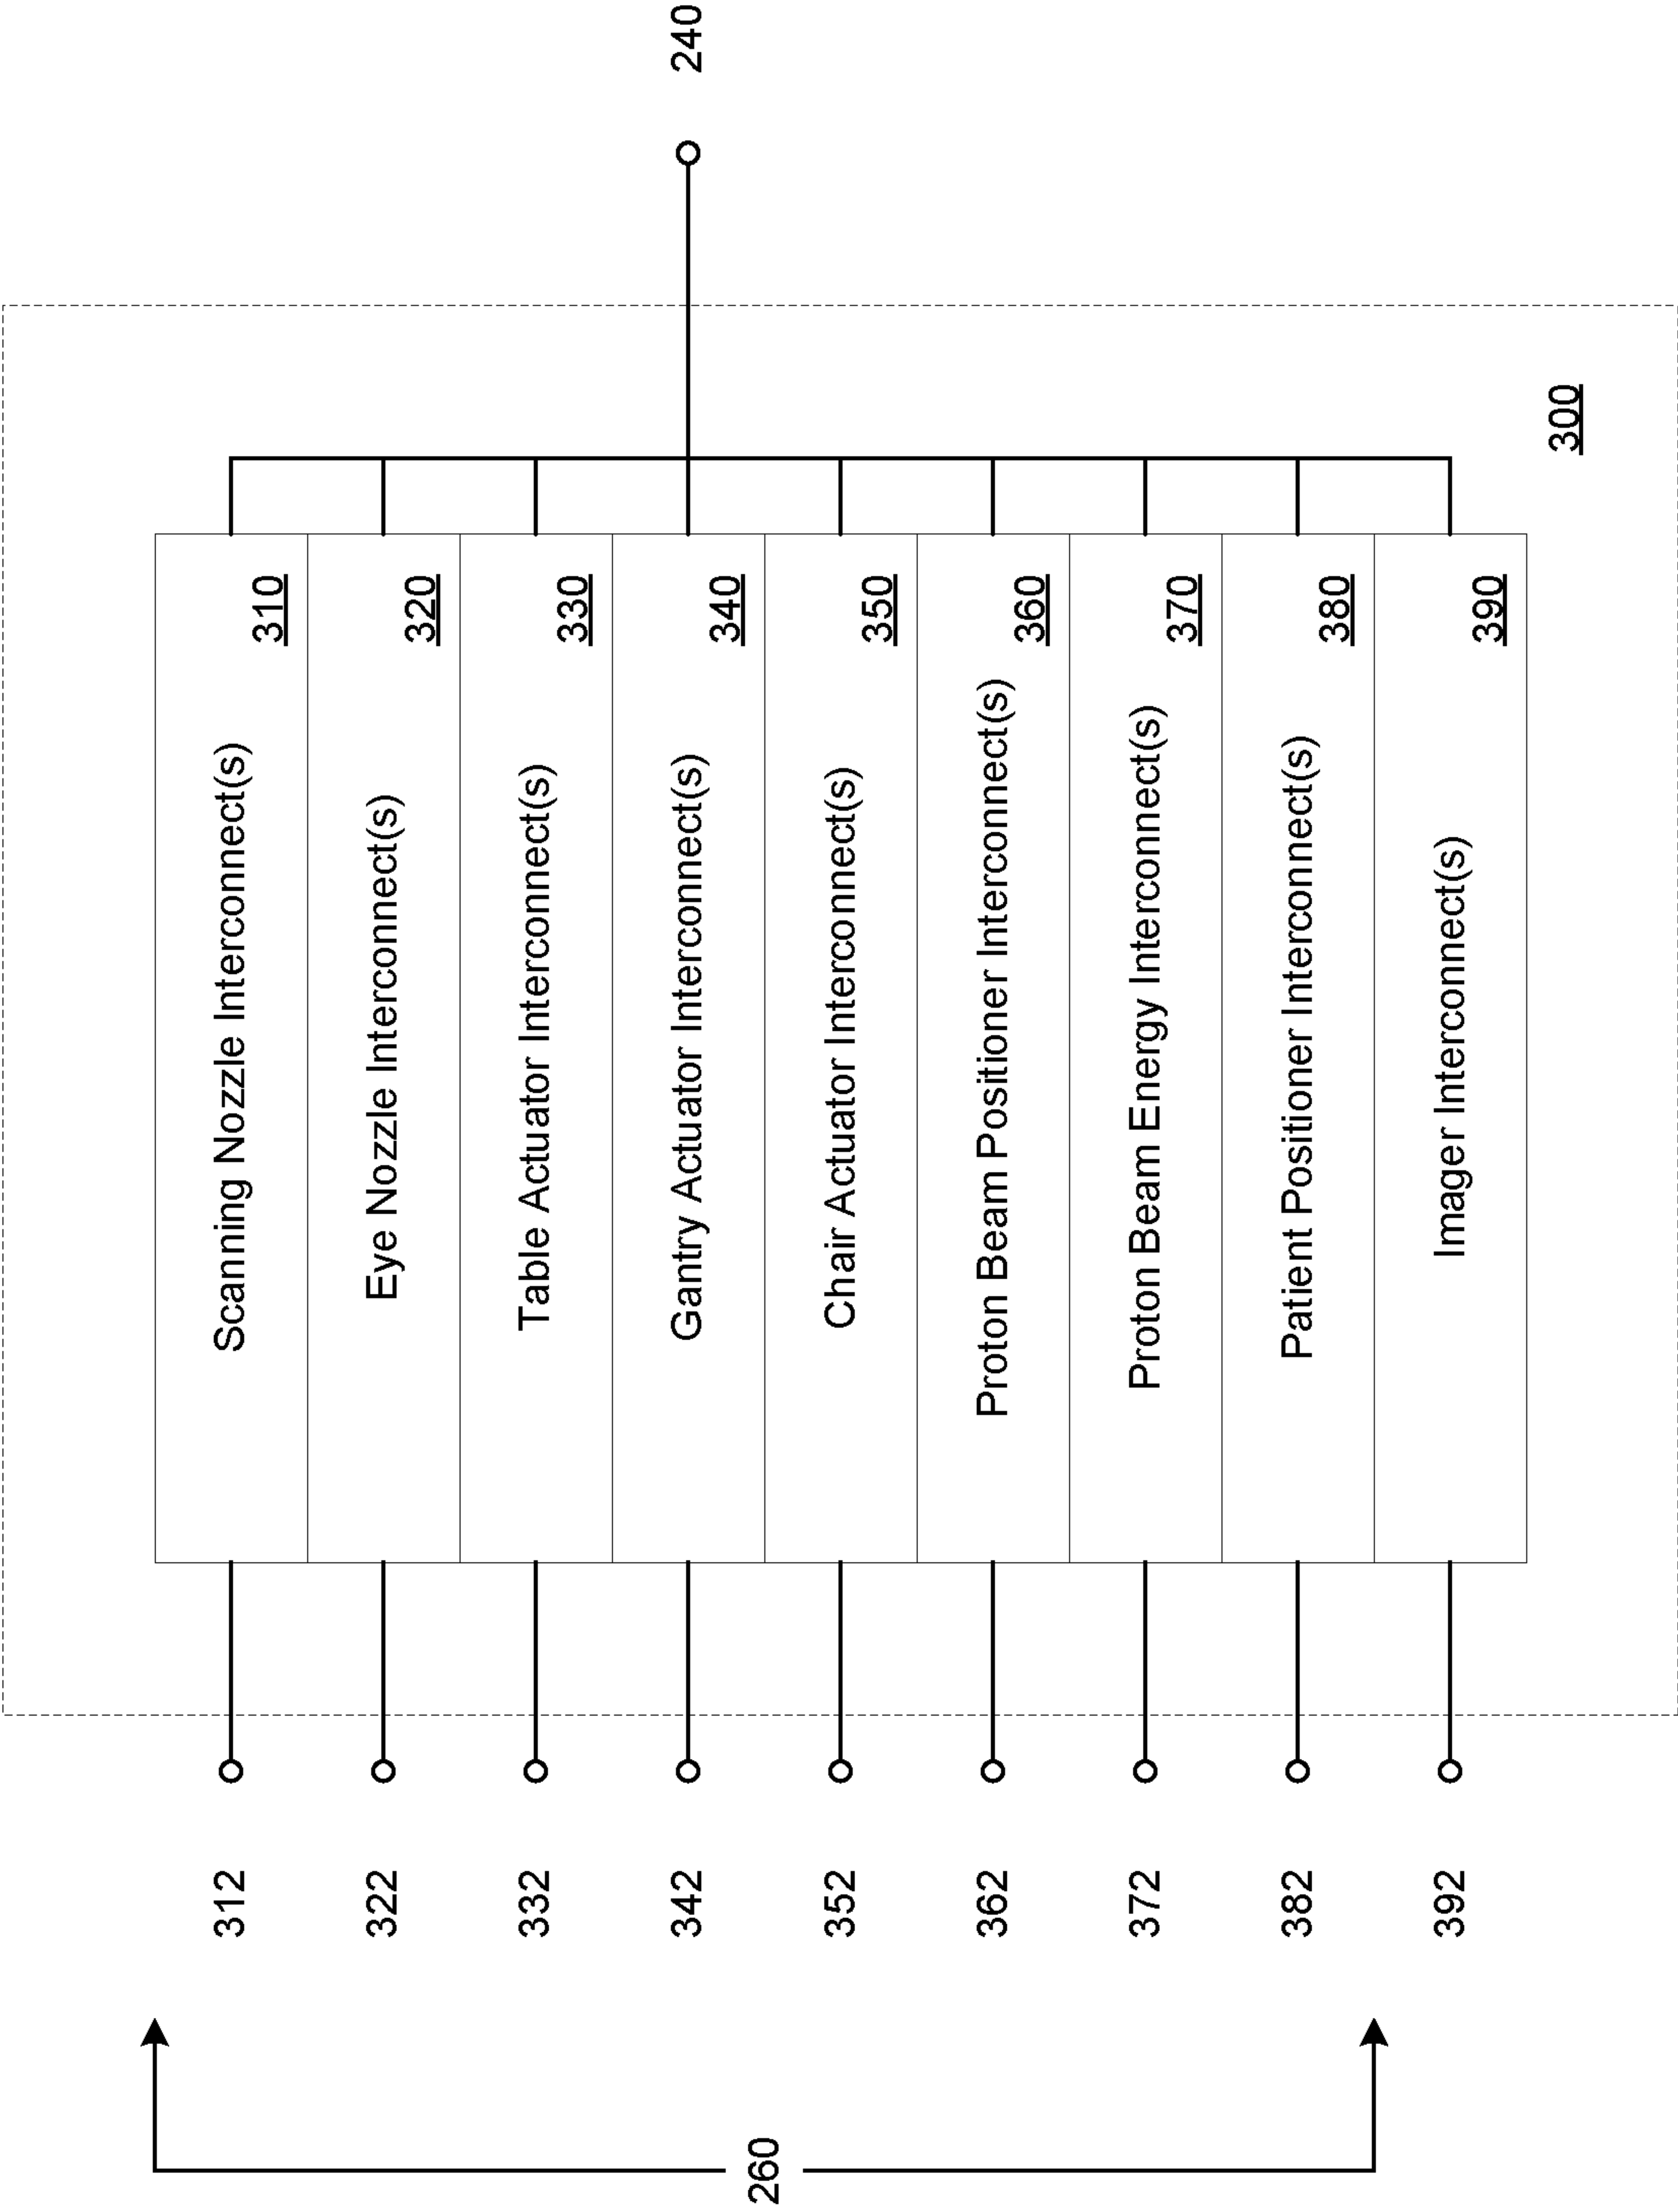 240
300
Scanning Nozzle Interconnect(s)
310
Eye Nozzle Interconnect(s)
320
Table Actuator Interconnect(s)
330
Gantry Actuator Interconnect(s)
340
Chair Actuator Interconnect(s)
350
Proton Beam Positioner Interconnect(s)
360
Proton Beam Energy Interconnect(s)
370
Patient Positioner Interconnect(s)
380
Imager Interconnect(s)
390
312
322
332
342
352
362
372
382
392
260